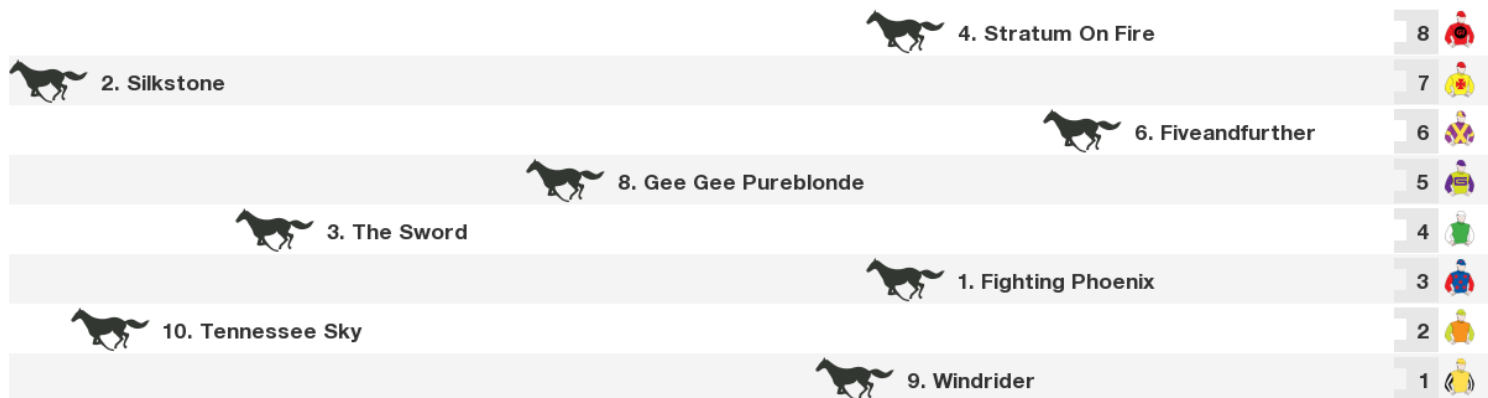 4. Stratum On Fire 8
2. Silkstone 7
6. Fiveandfurther 6
8. Gee Gee Pureblonde 5
G
3. The Sword 4
1. Fighting Phoenix 3
10. Tennessee Sky 2
9. Windrider 1